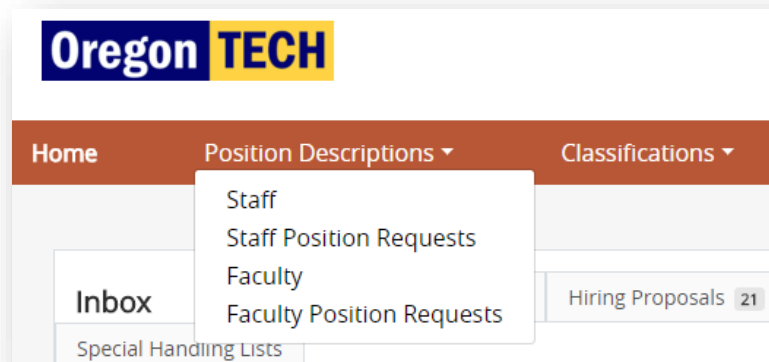 Oregon TECH
Home Position Descriptions Classifications
Staff
Staff Position Requests
Faculty
Faculty Position Requests
Inbox
Hiring Proposals 21
Special Handling Lists